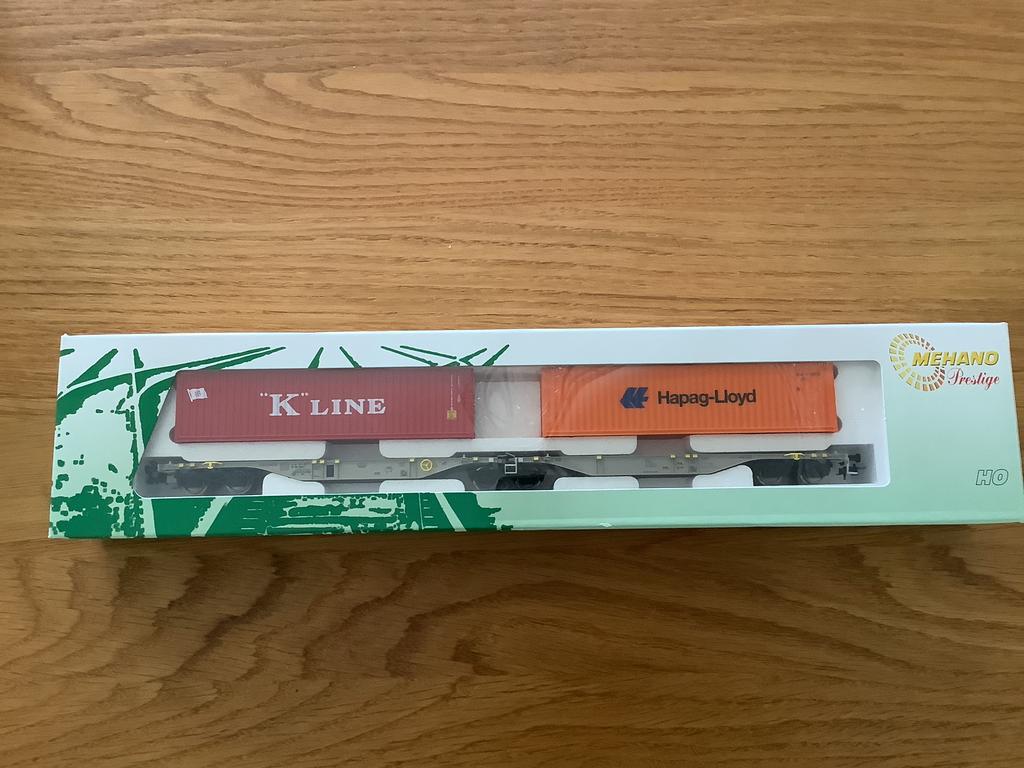 "K" LINE
Hapag-Lloyd
MEHANO
Prestige
HO